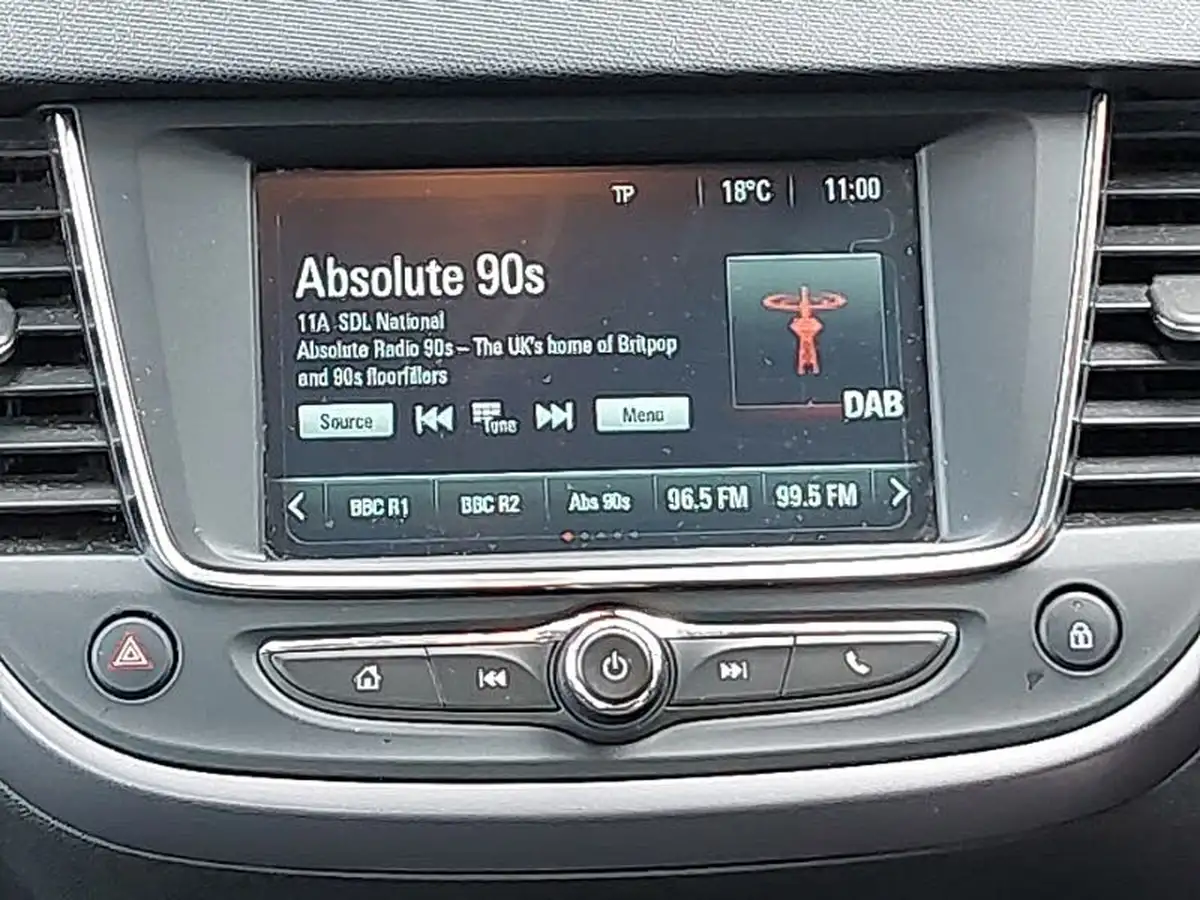 TP | 18°C | 11:00
Absolute 90s
11A SDL National
Absolute Radio 90s – The UK's home of Britpop
and 90s floorfillers
DAB
Source Tune Menu
< BBC R1 BBC R2 Abs 90s 96.5 FM 99.5 FM >